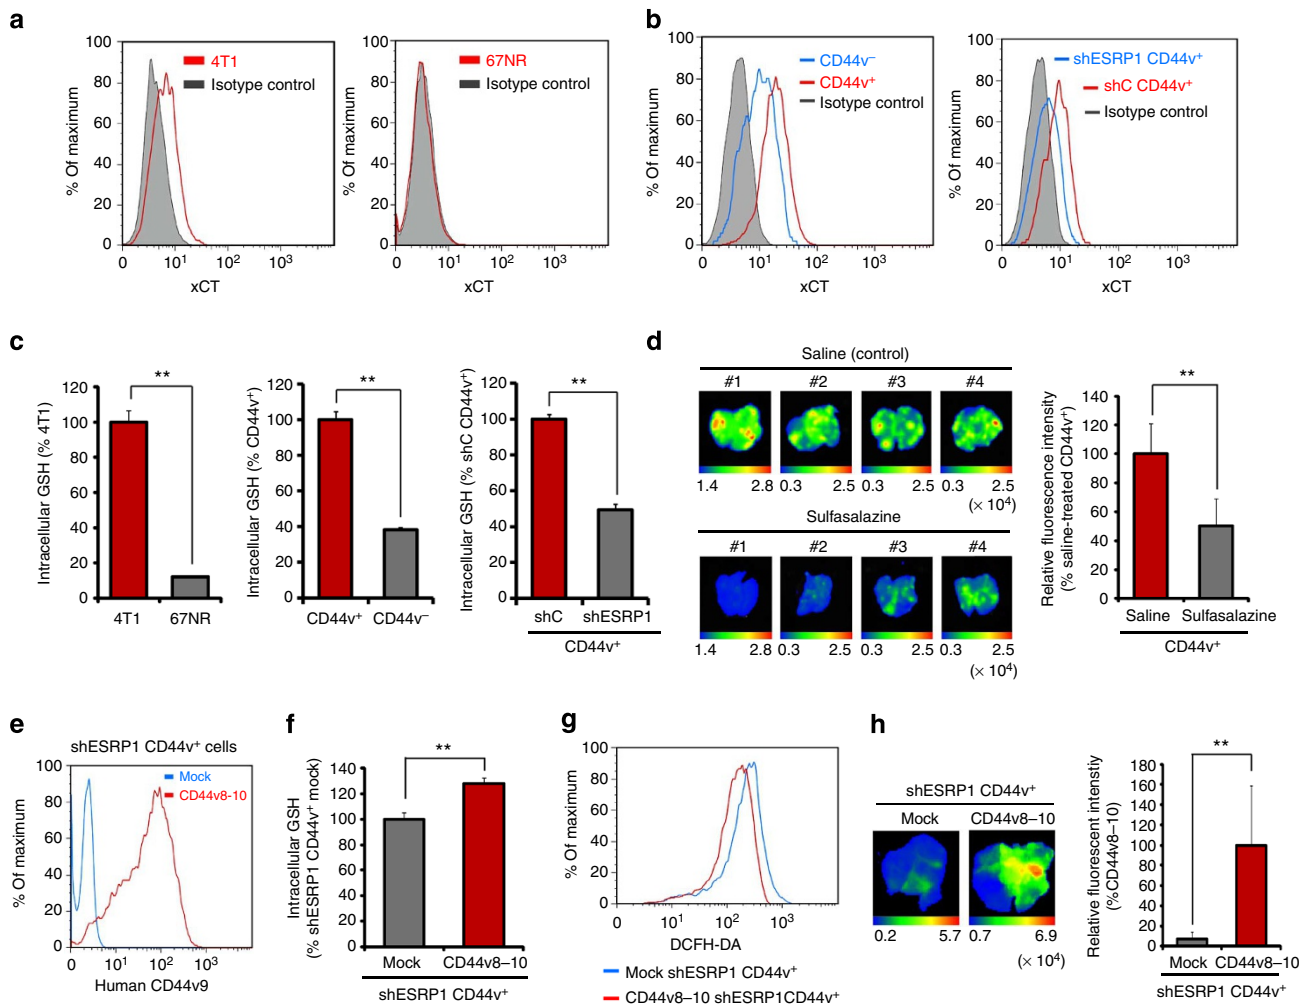 a
100
80
60
40
20
0
% Of maximum
4T1
Isotype control
0 10¹ 10² 10³
xCT
100
80
60
40
20
0
% Of maximum
67NR
Isotype control
0 10¹ 10² 10³
xCT
b
100
80
60
40
20
0
% Of maximum
CD44v⁻
CD44v⁺
Isotype control
0 10¹ 10² 10³
xCT
100
80
60
40
20
0
% Of maximum
shESRP1 CD44v⁺
shC CD44v⁺
Isotype control
0 10¹ 10² 10³
xCT
c
Intracellular GSH (% 4T1)
120
100
80
60
40
20
0
**
4T1 67NR
Intracellular GSH (% CD44v⁺)
120
100
80
60
40
20
0
**
CD44v⁺ CD44v⁻
Intracellular GSH (% shC CD44v⁺)
120
100
80
60
40
20
0
**
shC shESRP1
CD44v⁺
d
Saline (control)
#1 #2 #3 #4
1.4 2.8 0.3 2.5 0.3 2.5 0.3 2.5
(× 10⁴)
Sulfasalazine
#1 #2 #3 #4
1.4 2.8 0.3 2.5 0.3 2.5 0.3 2.5
(× 10⁴)
Relative fluorescence intensity
(% saline-treated CD44v⁺)
140
120
100
80
60
40
20
0
**
Saline Sulfasalazine
CD44v⁺
e
shESRP1 CD44v⁺ cells
100
80
60
40
20
0
% Of maximum
Mock
CD44v8-10
0 10¹ 10² 10³
Human CD44v9
f
Intracellular GSH
(% shESRP1 CD44v⁺ mock)
140
120
100
80
60
40
20
0
**
Mock CD44v8–10
shESRP1 CD44v⁺
g
100
80
60
40
20
0
% Of maximum
0 10¹ 10² 10³
DCFH-DA
Mock shESRP1 CD44v⁺
CD44v8–10 shESRP1CD44v⁺
h
shESRP1 CD44v⁺
Mock CD44v8–10
0.2 5.7 0.7 6.9
(× 10⁴)
Relative fluorescent intenstiy
(%CD44v8–10)
180
160
140
120
100
80
60
40
20
0
**
Mock CD44v8–10
shESRP1 CD44v⁺